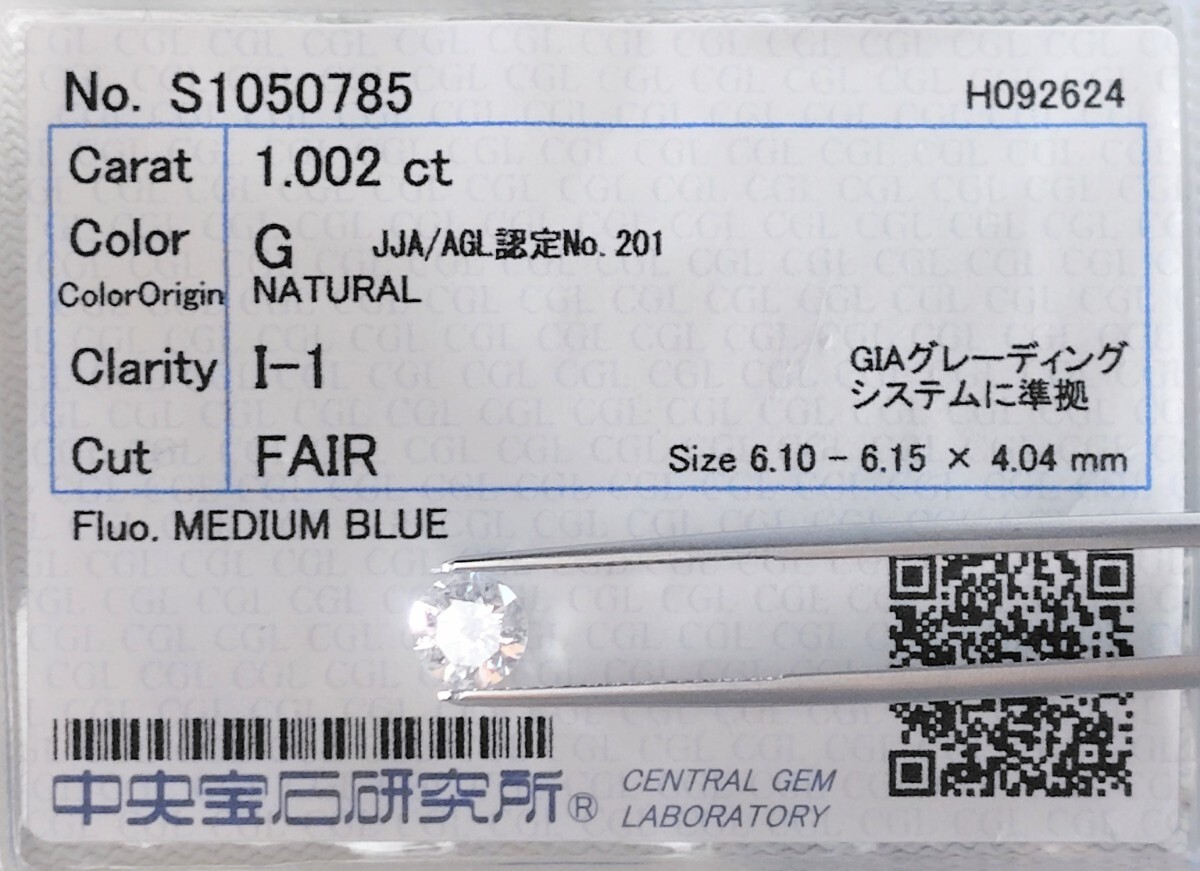 No. S1050785
H092624
Carat 1.002 ct
Color G JJA/AGL認定No.201
ColorOrigin NATURAL
Clarity I-1
GIAグレーディング
システムに準拠
Cut FAIR
Size 6.10 - 6.15 × 4.04 mm
Fluo. MEDIUM BLUE
中央宝石研究所®
CENTRAL GEM
LABORATORY